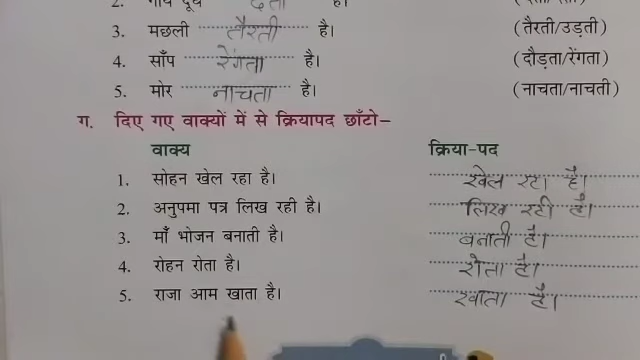 2. गाय दूध देती है।
3. मछली तैरती है। (तैरती/उड़ती)
4. साँप रेंगता है। (दौड़ता/रेंगता)
5. मोर नाचता है। (नाचता/नाचती)
ग. दिए गए वाक्यों में से क्रियापद छाँटो–
वाक्य क्रिया-पद
1. सोहन खेल रहा है। खेल रहा है।
2. अनुपमा पत्र लिख रही है। लिख रही है।
3. माँ भोजन बनाती है। बनाती है।
4. रोहन रोता है। रोता है।
5. राजा आम खाता है। खाता है।